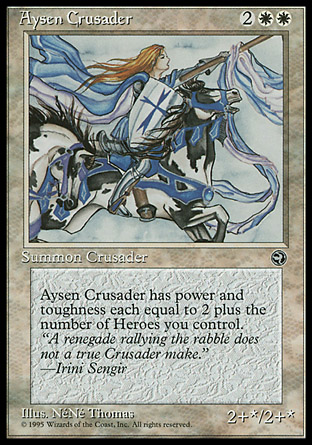 Aysen Crusader 2
Summon Crusader
Aysen Crusader has power and
toughness each equal to 2 plus the
number of Heroes you control.
"A renegade rallying the rabble does
not a true Crusader make."
—Irini Sengir
Illus. NéNé Thomas
© 1995 Wizards of the Coast, Inc. All rights reserved.
2+*/2+*